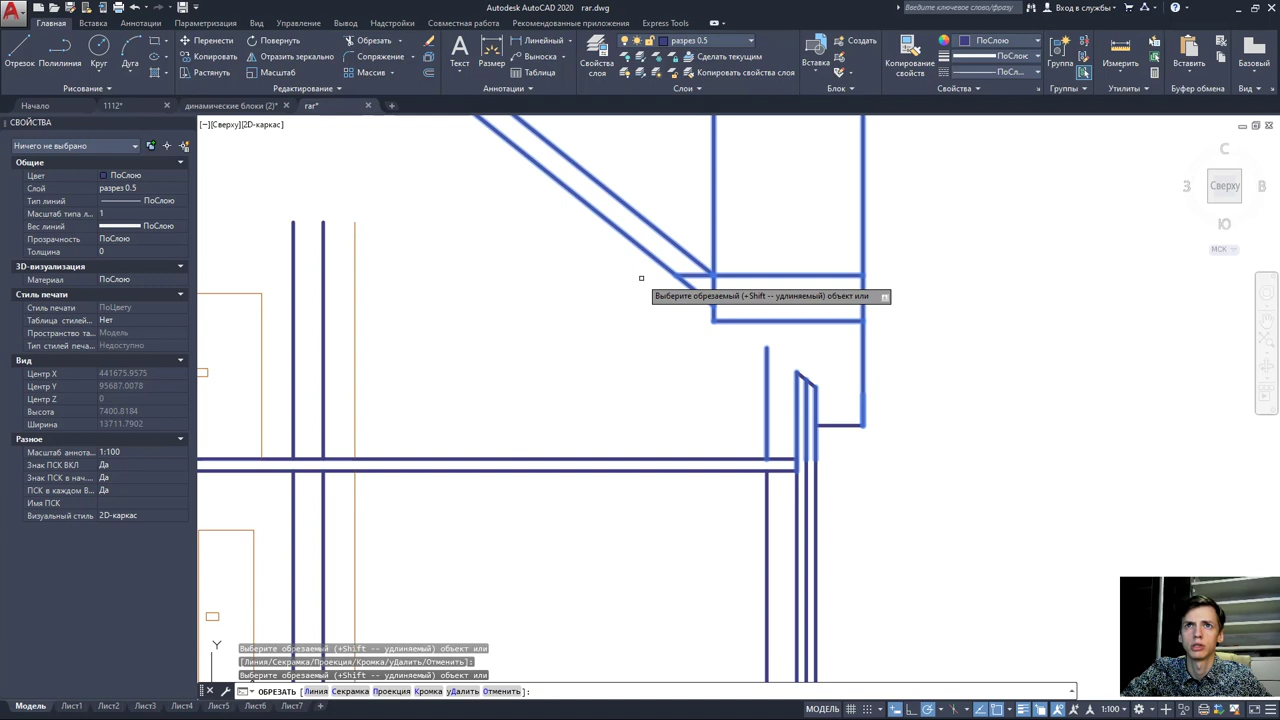 Autodesk AutoCAD 2020 rar.dwg
Введите ключевое слово/фразу
Вход в службы
Главная Вставка Аннотации Параметризация Вид Управление Вывод Надстройки Совместная работа Рекомендованные приложения Express Tools
Отрезок Полилиния Круг Дуга
Перенести Повернуть Обрезать
Копировать Отразить зеркально Сопряжение
Растянуть Масштаб Массив
Текст Размер
Линейный
Выноска
Таблица
Свойства слоя
разрез 0.5
Сделать текущим
Копировать свойства слоя
Вставка
Создать
Копирование свойств
ПоСлою
ПоСлою
ПоСл...
Группа Измерить Вставить Базовый
Рисование Редактирование Аннотации Слои Блок Свойства Группы Утилиты Буфер обмена Вид
Начало 1112* динамические блоки (2)* rar*
СВОЙСТВА
[−][Сверху][2D-каркас]
Ничего не выбрано
Общие
Цвет ПоСлою
Слой разрез 0.5
Тип линий ПоСлою
Масштаб типа л... 1
Вес линий ПоСлою
Прозрачность ПоСлою
Толщина 0
3D-визуализация
Материал ПоСлою
Стиль печати
Стиль печати ПоЦвету
Таблица стилей... Нет
Пространство та... Модель
Тип стилей печа... Недоступно
Вид
Центр X 441675.9575
Центр Y 95687.0078
Центр Z 0
Высота 7400.8184
Ширина 13711.7902
Разное
Масштаб аннота... 1:100
Знак ПСК ВКЛ Да
Знак ПСК в нач.... Да
ПСК в каждом В... Да
Имя ПСК
Визуальный стиль 2D-каркас
С
З Сверху В
Ю
МСК
Выберите обрезаемый (+Shift -- удлиняемый) объект или
Y
Выберите обрезаемый (+Shift -- удлиняемый) объект или
[Линия/Секрамка/Проекция/Кромка/уДалить/Отменить]:
Выберите обрезаемый (+Shift -- удлиняемый) объект или
ОБРЕЗАТЬ [Линия Секрамка Проекция Кромка уДалить Отменить]:
Модель Лист1 Лист2 Лист3 Лист4 Лист5 Лист6 Лист7
МОДЕЛЬ 1:100